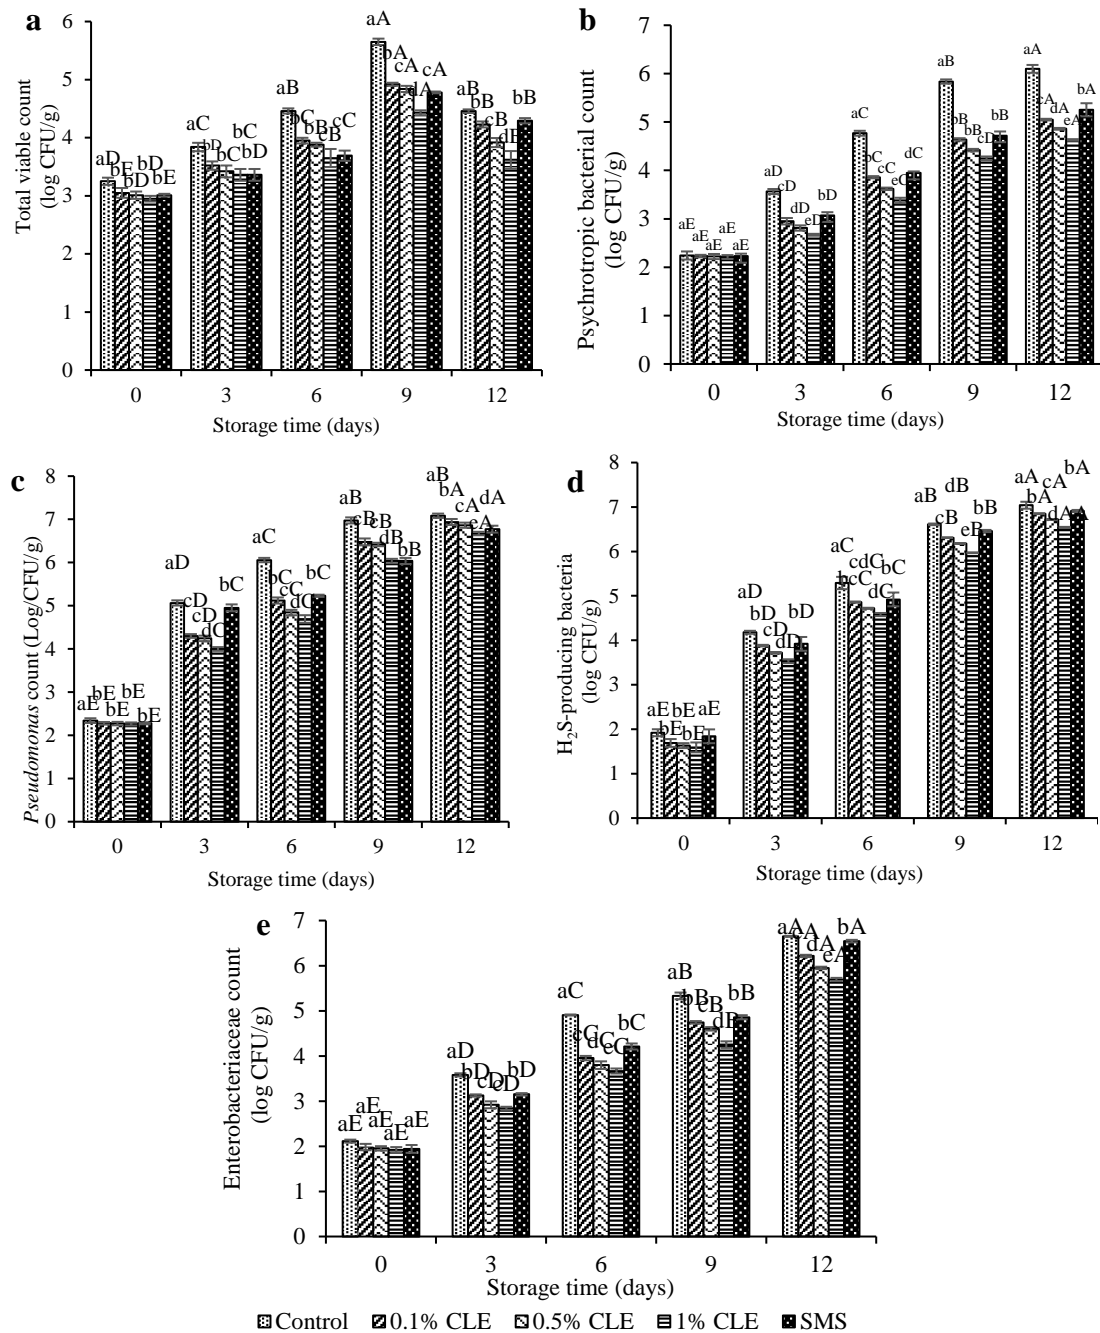 a
Total viable count
(log CFU/g)
6
5
4
3
2
1
0
aD
bE
bD
bD
bE
aC
bD
bC
bC
bD
aB
bC
bB
bB
cC
aA
bA
cA
dA
cA
aB
bB
cB
dB
bB
0 3 6 9 12
Storage time (days)
b
Psychrotropic bacterial count
(log CFU/g)
7
6
5
4
3
2
1
0
aE
aE
aE
aE
aE
aD
cD
dD
eD
bD
aC
bC
cC
eC
dC
aB
bB
bB
cD
bB
aA
cA
dA
eA
bA
0 3 6 9 12
Storage time (days)
c
Pseudomonas count (Log/CFU/g)
8
7
6
5
4
3
2
1
0
aE
bE
bE
bE
bE
aD
cD
cD
dC
bC
aC
bC
cC
dC
bC
aB
cB
cB
dB
bB
aB
bA
cA
eA
dA
0 3 6 9 12
Storage time (days)
d
H2S-producing bacteria
(log CFU/g)
8
7
6
5
4
3
2
1
0
aE
bE
bE
bE
aE
aD
bD
cD
dD
bD
aC
bcC
cdC
dC
bC
aB
cB
dB
eB
bB
aA
bA
cA
bA
0 3 6 9 12
Storage time (days)
e
Enterobacteriaceae count
(log CFU/g)
7
6
5
4
3
2
1
0
aE
aE
aE
aE
aE
aD
bD
cD
cD
bD
aC
cC
dC
eC
bC
aB
bB
cB
dB
bB
aA
cA
dA
eA
bA
0 3 6 9 12
Storage time (days)
Control 0.1% CLE 0.5% CLE 1% CLE SMS